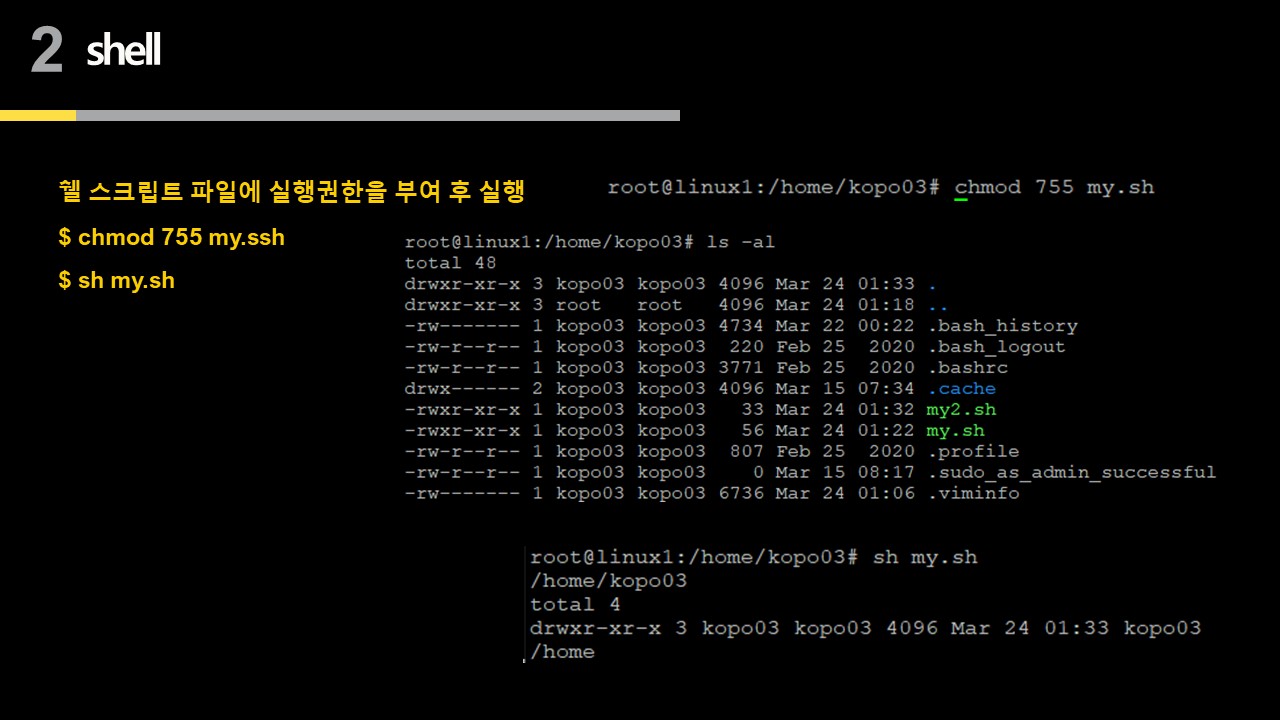 2 shell
쉘 스크립트 파일에 실행권한을 부여 후 실행
$ chmod 755 my.ssh
$ sh my.sh
root@linux1:/home/kopo03# chmod 755 my.sh
root@linux1:/home/kopo03# ls -al
total 48
drwxr-xr-x 3 kopo03 kopo03 4096 Mar 24 01:33 .
drwxr-xr-x 3 root   root   4096 Mar 24 01:18 ..
-rw------- 1 kopo03 kopo03 4734 Mar 22 00:22 .bash_history
-rw-r--r-- 1 kopo03 kopo03  220 Feb 25  2020 .bash_logout
-rw-r--r-- 1 kopo03 kopo03 3771 Feb 25  2020 .bashrc
drwx------ 2 kopo03 kopo03 4096 Mar 15 07:34 .cache
-rwxr-xr-x 1 kopo03 kopo03   33 Mar 24 01:32 my2.sh
-rwxr-xr-x 1 kopo03 kopo03   56 Mar 24 01:22 my.sh
-rw-r--r-- 1 kopo03 kopo03  807 Feb 25  2020 .profile
-rw-r--r-- 1 kopo03 kopo03    0 Mar 15 08:17 .sudo_as_admin_successful
-rw------- 1 kopo03 kopo03 6736 Mar 24 01:06 .viminfo
root@linux1:/home/kopo03# sh my.sh
/home/kopo03
total 4
drwxr-xr-x 3 kopo03 kopo03 4096 Mar 24 01:33 kopo03
/home